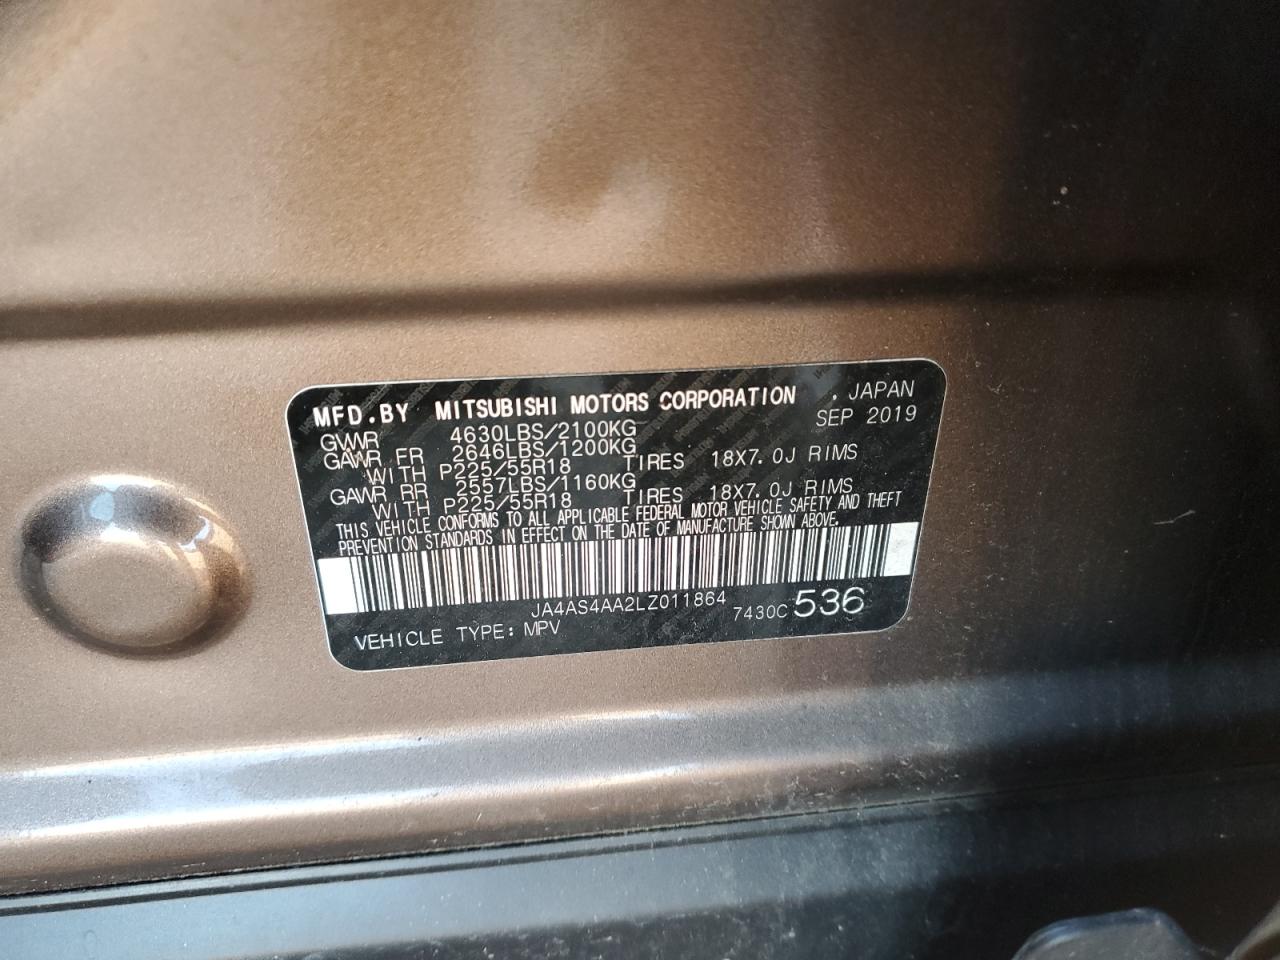 MFD.BY MITSUBISHI MOTORS CORPORATION , JAPAN
SEP 2019
GVWR 4630LBS/2100KG
GAWR FR 2646LBS/1200KG
WITH P225/55R18 TIRES 18X7.0J RIMS
GAWR RR 2557LBS/1160KG
WITH P225/55R18 TIRES 18X7.0J RIMS
THIS VEHICLE CONFORMS TO ALL APPLICABLE FEDERAL MOTOR VEHICLE SAFETY AND THEFT
PREVENTION STANDARDS IN EFFECT ON THE DATE OF MANUFACTURE SHOWN ABOVE.
JA4AS4AA2LZ011864
VEHICLE TYPE: MPV 7430C 536